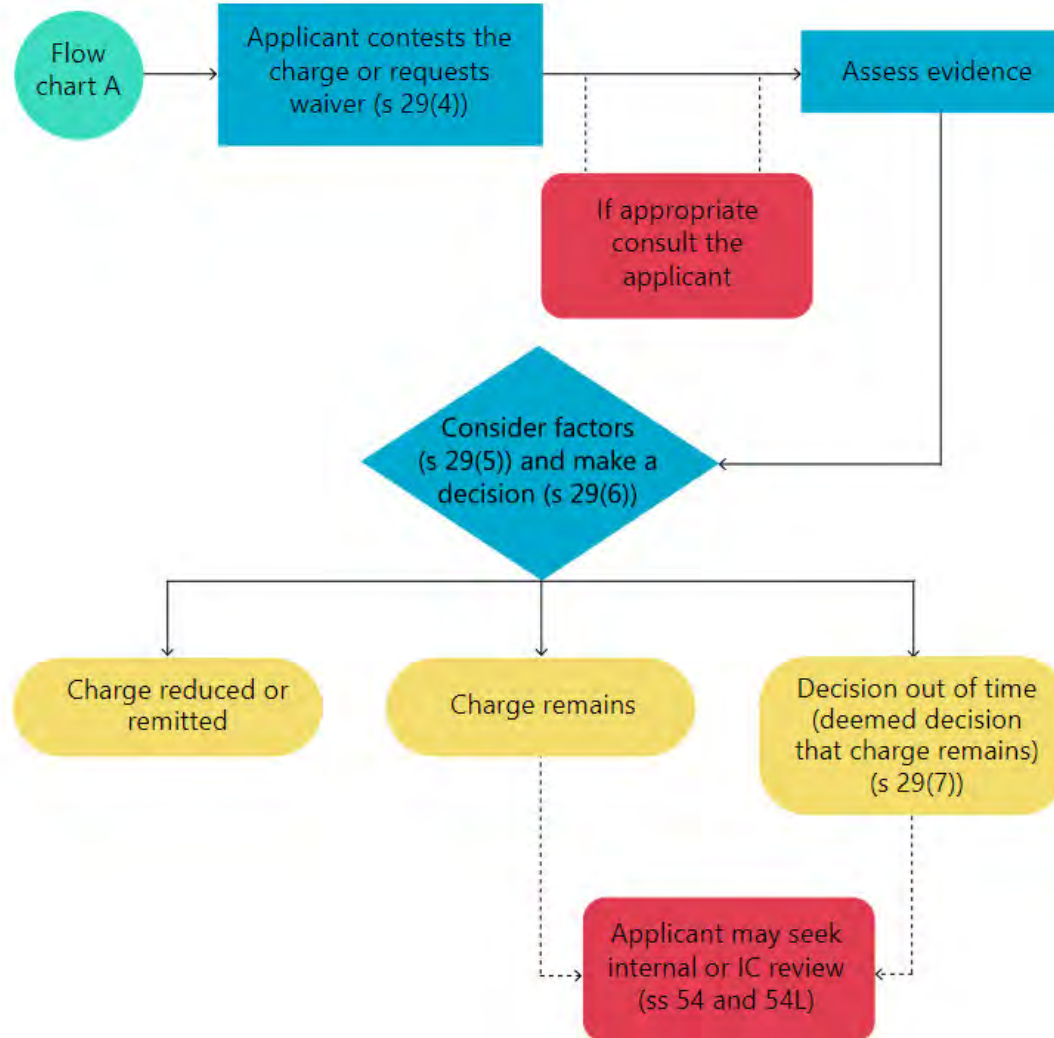 Flow
chart A
Applicant contests the
charge or requests
waiver (s 29(4))
Assess evidence
If appropriate
consult the
applicant
Consider factors
(s 29(5)) and make a
decision (s 29(6))
Charge reduced or
remitted
Charge remains
Decision out of time
(deemed decision
that charge remains)
(s 29(7))
Applicant may seek
internal or IC review
(ss 54 and 54L)